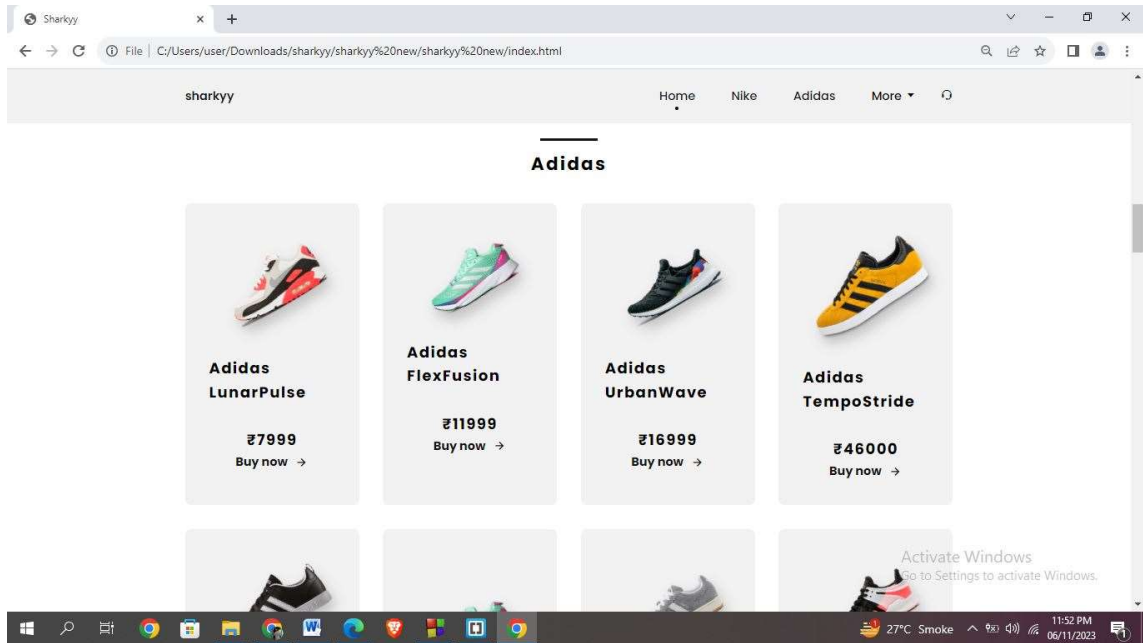 Sharkyy
File C:/Users/user/Downloads/sharkyy/sharkyy%20new/sharkyy%20new/index.html
sharkyy
Home Nike Adidas More
Adidas
Adidas
LunarPulse
₹7999
Buy now →
Adidas
FlexFusion
₹11999
Buy now →
Adidas
UrbanWave
₹16999
Buy now →
Adidas
TempoStride
₹46000
Buy now →
Activate Windows
Go to Settings to activate Windows.
27°C Smoke
11:52 PM
06/11/2023